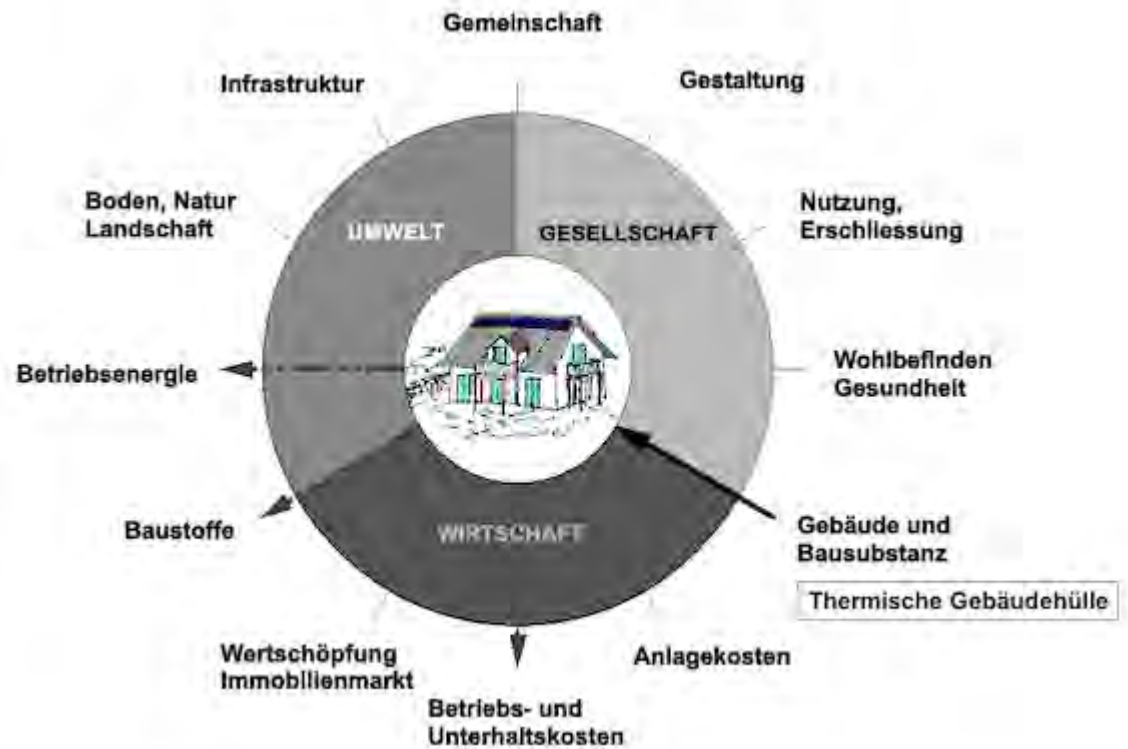 Gemeinschaft
Infrastruktur
Gestaltung
Boden, Natur
Landschaft
UMWELT
GESELLSCHAFT
Nutzung,
Erschliessung
Betriebsenergie
Wohlbefinden
Gesundheit
Baustoffe
WIRTSCHAFT
Gebäude und
Bausubstanz
Thermische Gebäudehülle
Wertschöpfung
Immobilienmarkt
Anlagekosten
Betriebs- und
Unterhaltskosten